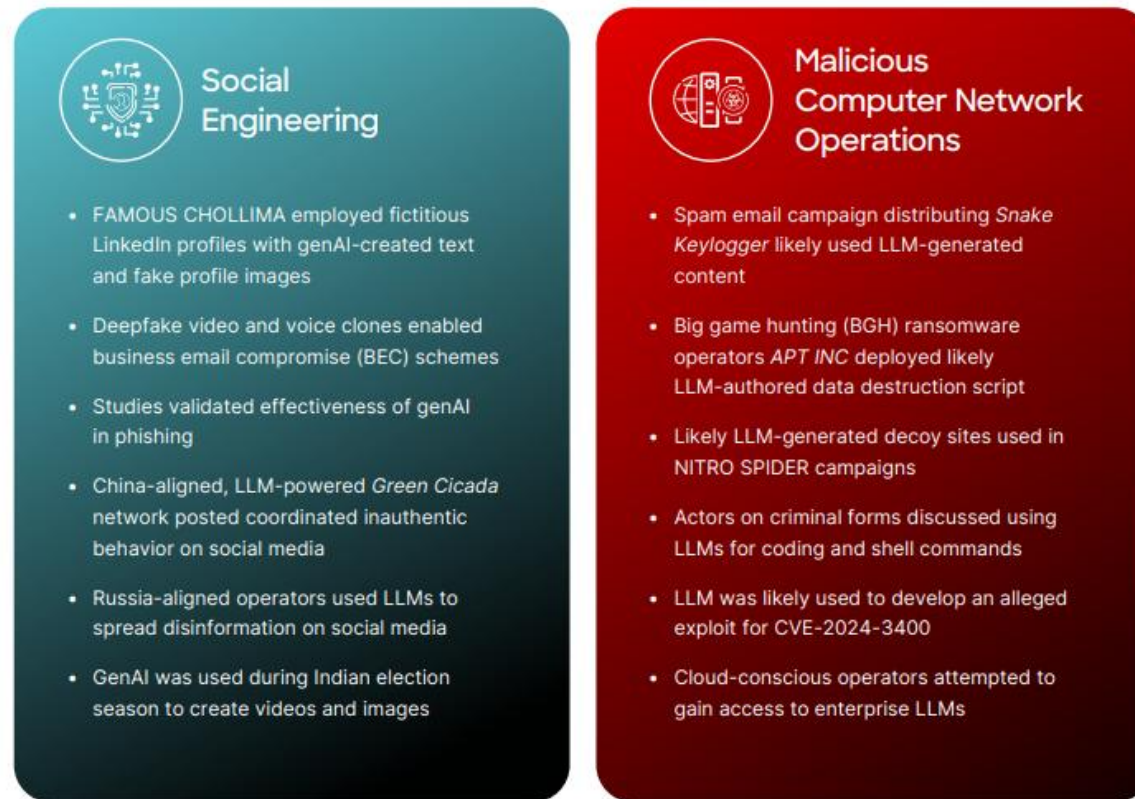 Social
Engineering
• FAMOUS CHOLLIMA employed fictitious
LinkedIn profiles with genAI-created text
and fake profile images
• Deepfake video and voice clones enabled
business email compromise (BEC) schemes
• Studies validated effectiveness of genAI
in phishing
• China-aligned, LLM-powered Green Cicada
network posted coordinated inauthentic
behavior on social media
• Russia-aligned operators used LLMs to
spread disinformation on social media
• GenAI was used during Indian election
season to create videos and images
Malicious
Computer Network
Operations
• Spam email campaign distributing Snake
Keylogger likely used LLM-generated
content
• Big game hunting (BGH) ransomware
operators APT INC deployed likely
LLM-authored data destruction script
• Likely LLM-generated decoy sites used in
NITRO SPIDER campaigns
• Actors on criminal forms discussed using
LLMs for coding and shell commands
• LLM was likely used to develop an alleged
exploit for CVE-2024-3400
• Cloud-conscious operators attempted to
gain access to enterprise LLMs